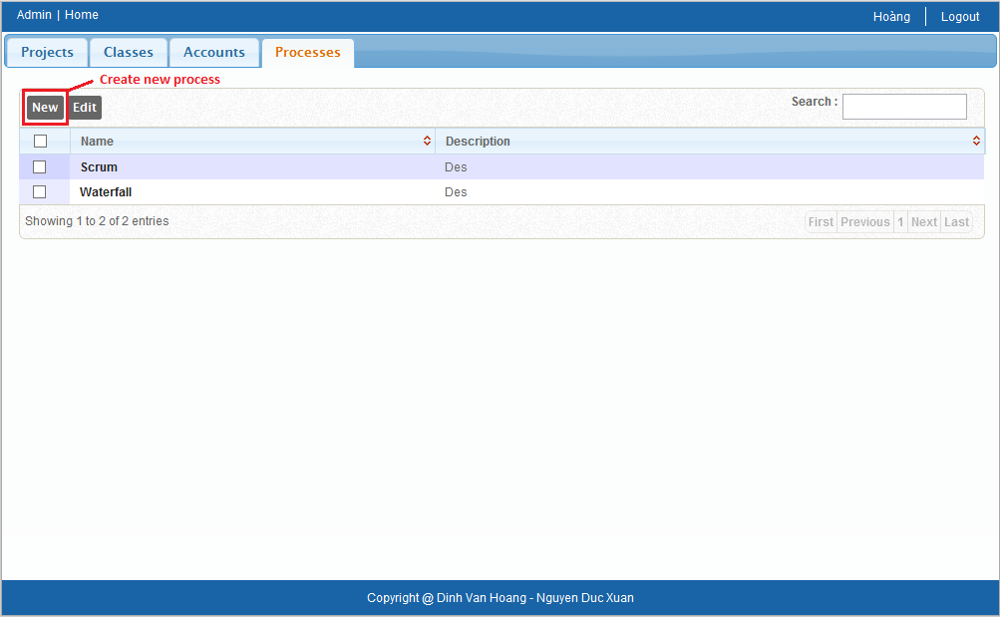 Admin | Home
Hoàng
Logout
Projects
Classes
Accounts
Processes
Create new process
New
Edit
Search :
Name
Description
Scrum
Des
Waterfall
Des
Showing 1 to 2 of 2 entries
First Previous 1 Next Last
Copyright @ Dinh Van Hoang - Nguyen Duc Xuan